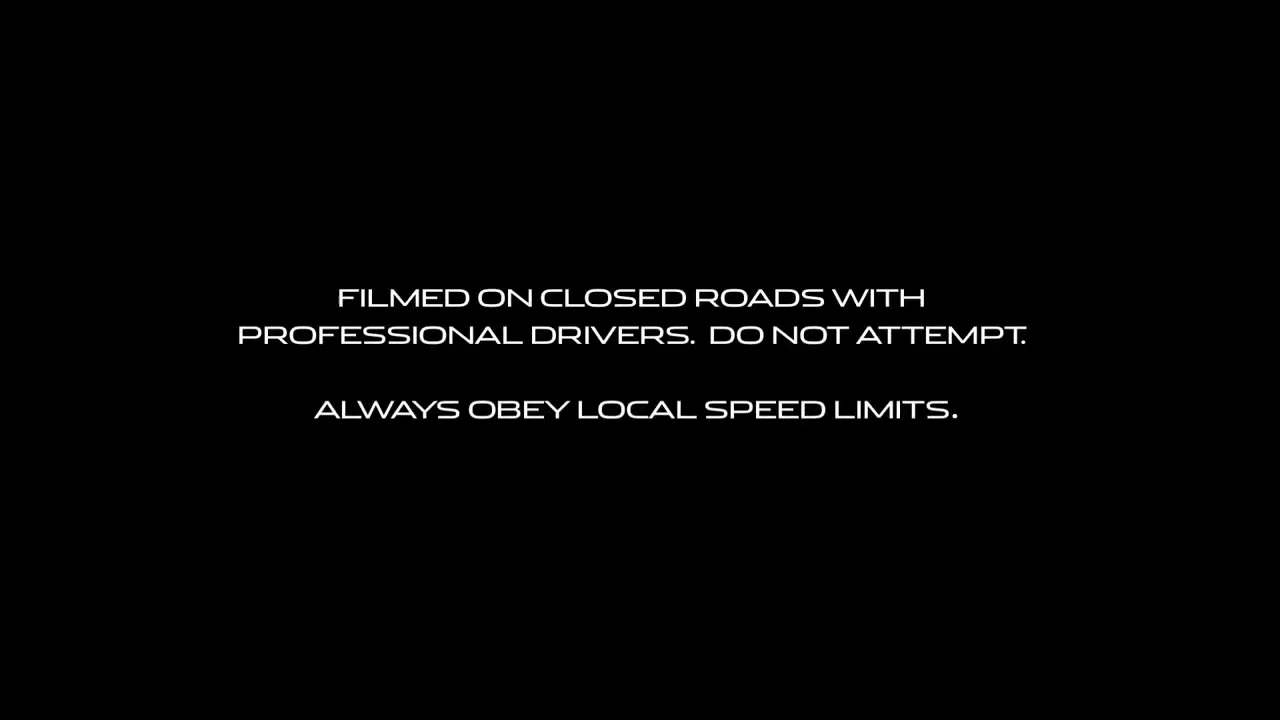 FILMED ON CLOSED ROADS WITH
PROFESSIONAL DRIVERS. DO NOT ATTEMPT.
ALWAYS OBEY LOCAL SPEED LIMITS.